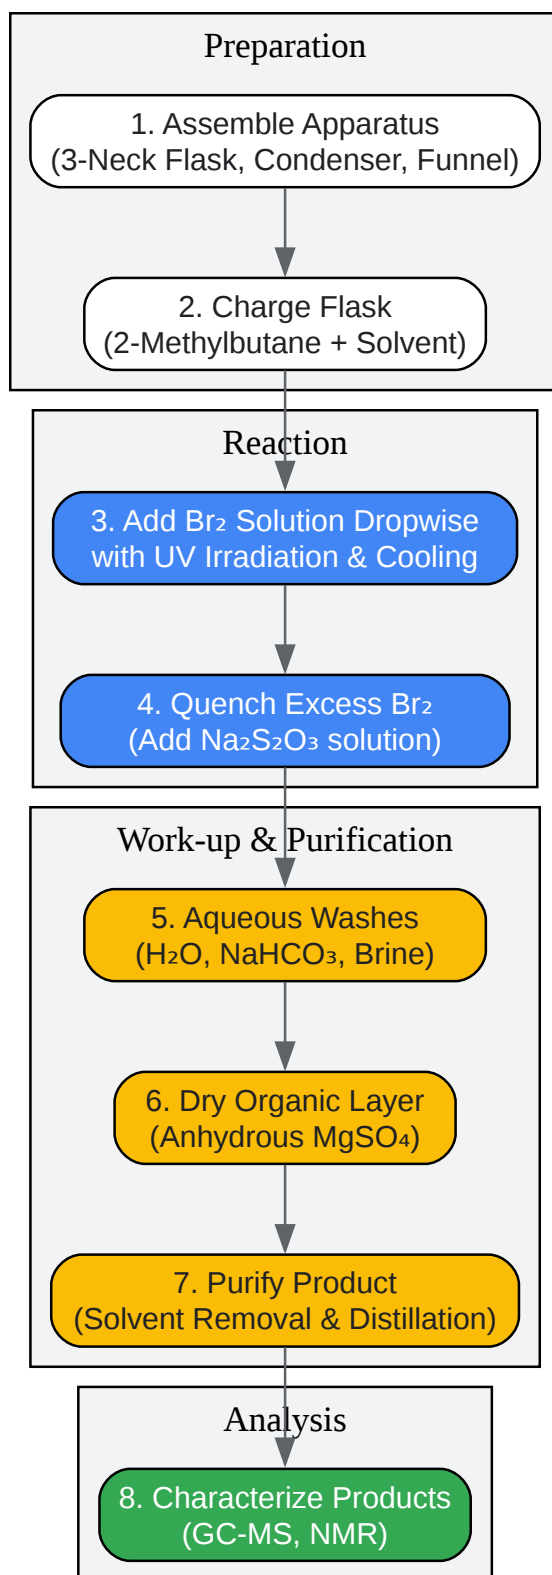 Preparation
1. Assemble Apparatus
(3-Neck Flask, Condenser, Funnel)
2. Charge Flask
(2-Methylbutane + Solvent)
Reaction
3. Add Br₂ Solution Dropwise
with UV Irradiation & Cooling
4. Quench Excess Br₂
(Add Na₂S₂O₃ solution)
Work-up & Purification
5. Aqueous Washes
(H₂O, NaHCO₃, Brine)
6. Dry Organic Layer
(Anhydrous MgSO₄)
7. Purify Product
(Solvent Removal & Distillation)
Analysis
8. Characterize Products
(GC-MS, NMR)